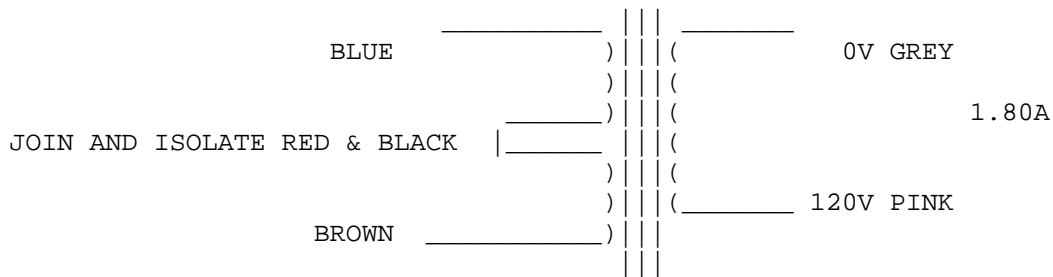 BLUE 0V GREY
1.80A
JOIN AND ISOLATE RED & BLACK
120V PINK
BROWN